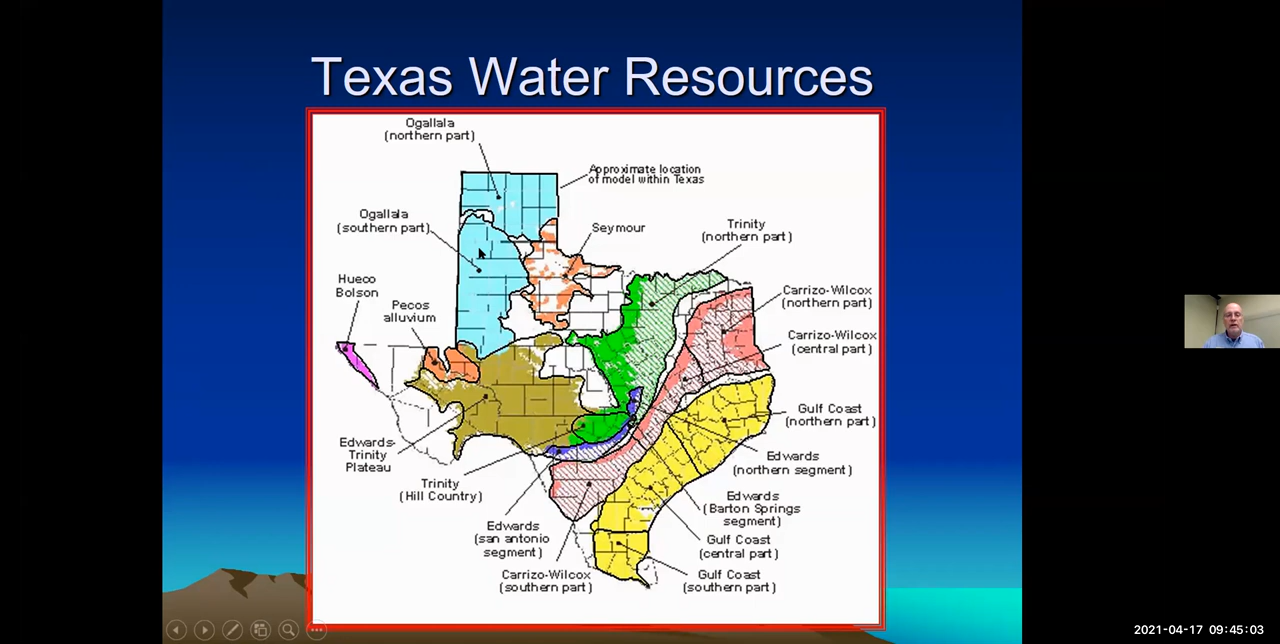 Texas Water Resources
Ogallala
(northern part)
Approximate location
of model within Texas
Ogallala
(southern part)
Seymour
Trinity
(northern part)
Hueco
Bolson
Pecos
alluvium
Carrizo-Wilcox
(northern part)
Carrizo-Wilcox
(central part)
Gulf Coast
(northern part)
Edwards-
Trinity
Plateau
Edwards
(northern segment)
Trinity
(Hill Country)
Edwards
(Barton Springs
segment)
Edwards
(san antonio
segment)
Gulf Coast
(central part)
Carrizo-Wilcox
(southern part)
Gulf Coast
(southern part)
2021-04-17 09:45:03